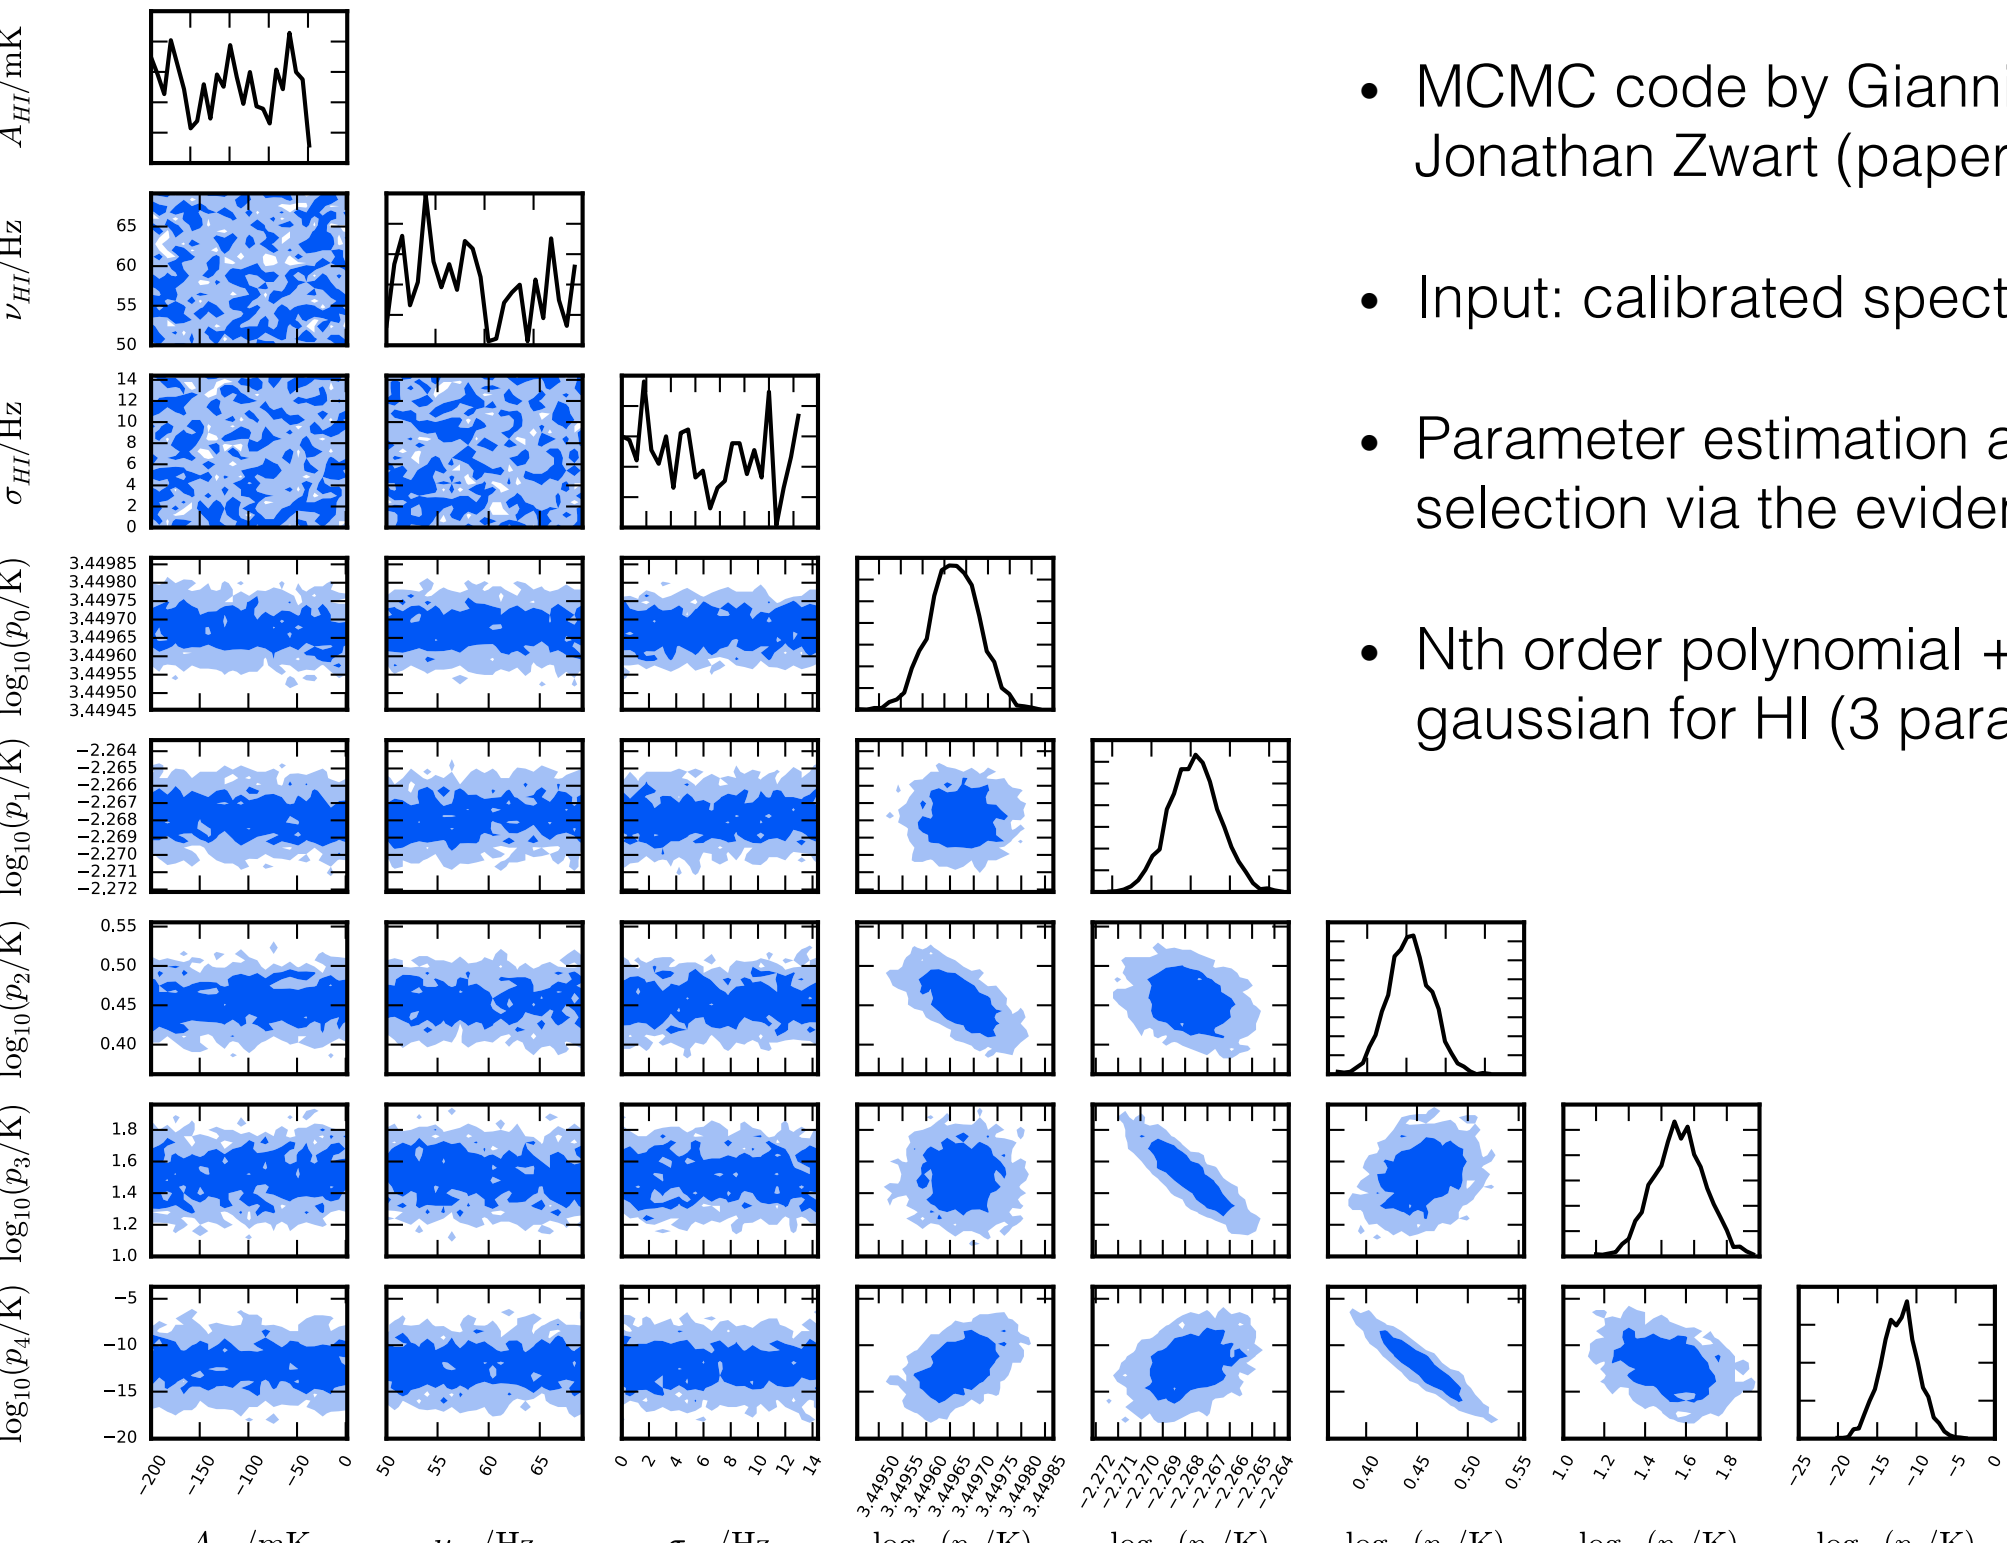 • MCMC code by Gianni
Jonathan Zwart (paper
• Input: calibrated spect
• Parameter estimation a
selection via the eviden
• Nth order polynomial +
gaussian for HI (3 para
A_{HI}/mK
ν_{HI}/Hz
65
60
55
50
σ_{HI}/Hz
14
12
10
8
6
4
2
0
log₁₀(p₀/K)
3.44985
3.44980
3.44975
3.44970
3.44965
3.44960
3.44955
3.44950
3.44945
log₁₀(p₁/K)
−2.264
−2.265
−2.266
−2.267
−2.268
−2.269
−2.270
−2.271
−2.272
log₁₀(p₂/K)
0.55
0.50
0.45
0.40
log₁₀(p₃/K)
1.8
1.6
1.4
1.2
1.0
log₁₀(p₄/K)
−5
−10
−15
−20
−200 −150 −100 −50 0
50 55 60 65
0 2 4 6 8 10 12 14
3.44950 3.44955 3.44960 3.44965 3.44970 3.44975 3.44980 3.44985
−2.272 −2.271 −2.270 −2.269 −2.268 −2.267 −2.266 −2.265 −2.264
0.40 0.45 0.50 0.55
1.0 1.2 1.4 1.6 1.8
−25 −20 −15 −10 −5 0